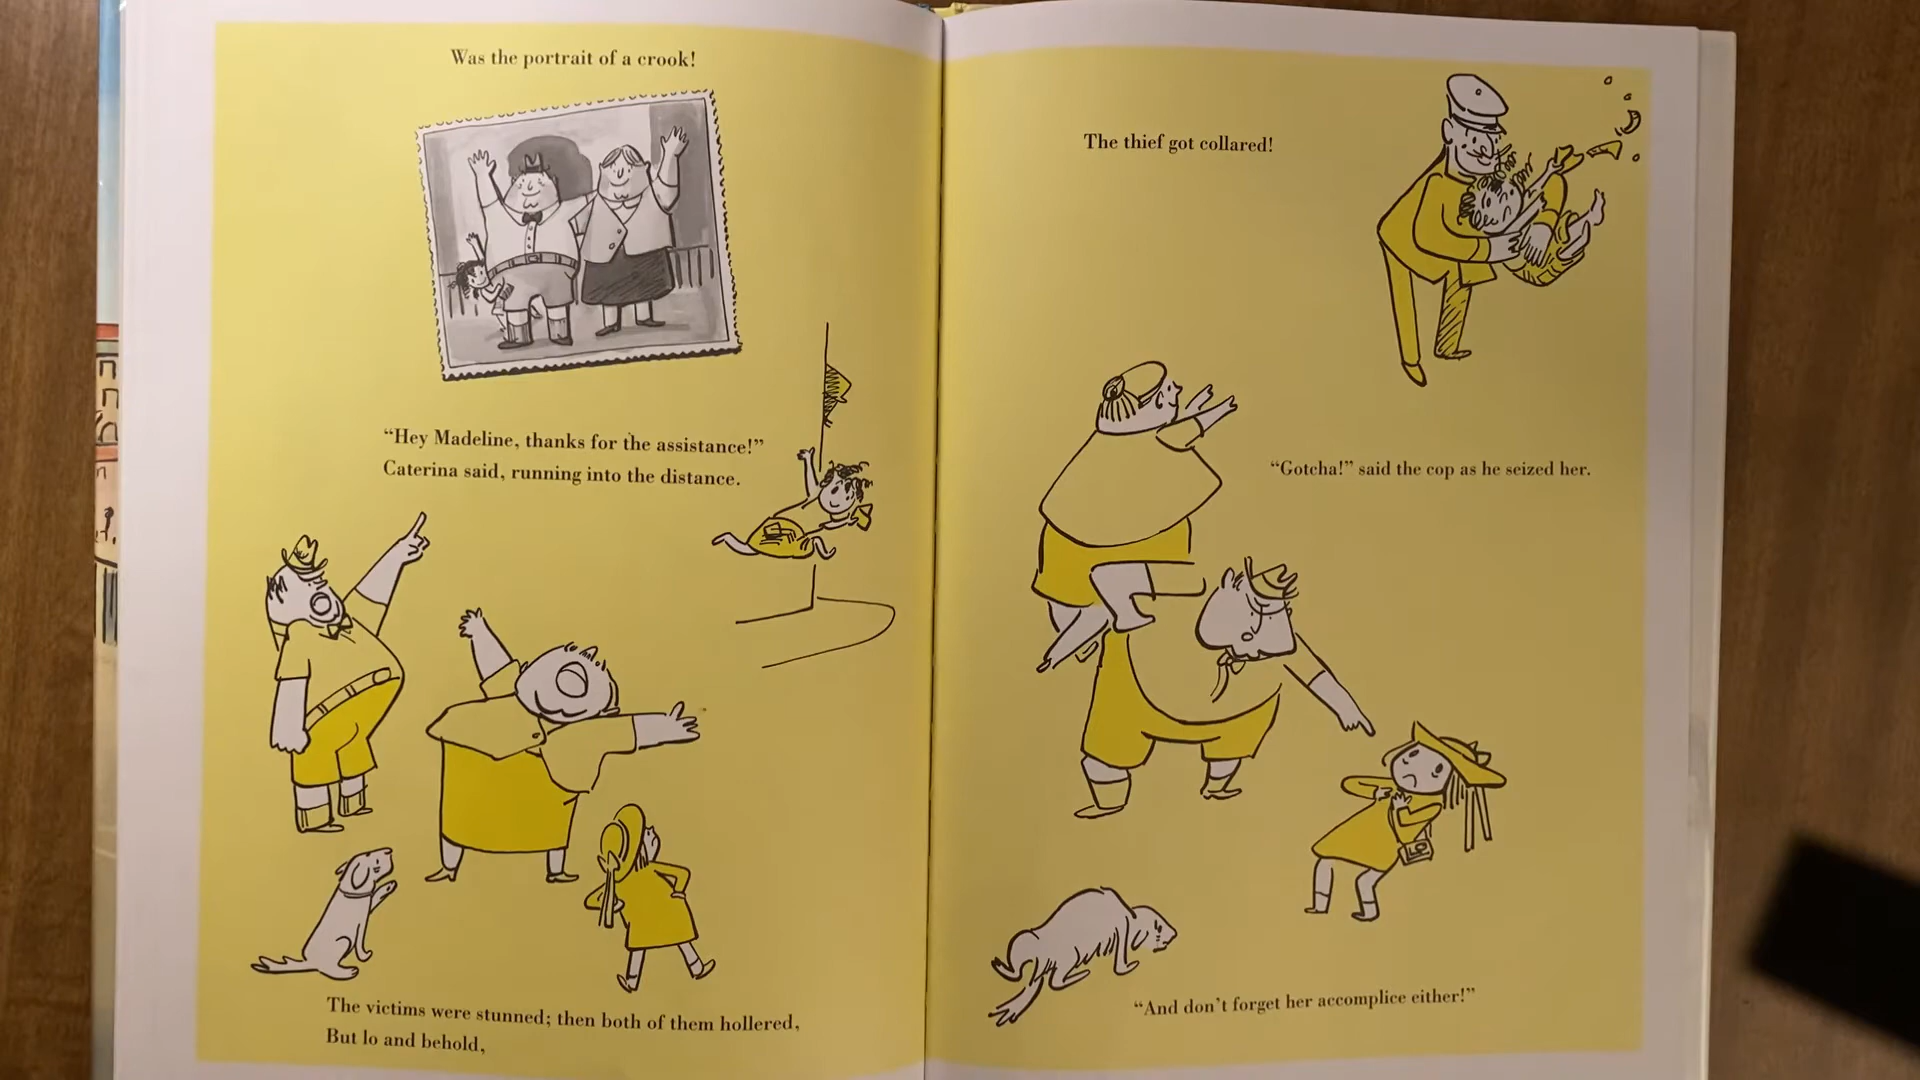 Was the portrait of a crook!
“Hey Madeline, thanks for the assistance!”
Caterina said, running into the distance.
The victims were stunned; then both of them hollered,
But lo and behold,
The thief got collared!
“Gotcha!” said the cop as he seized her.
“And don’t forget her accomplice either!”